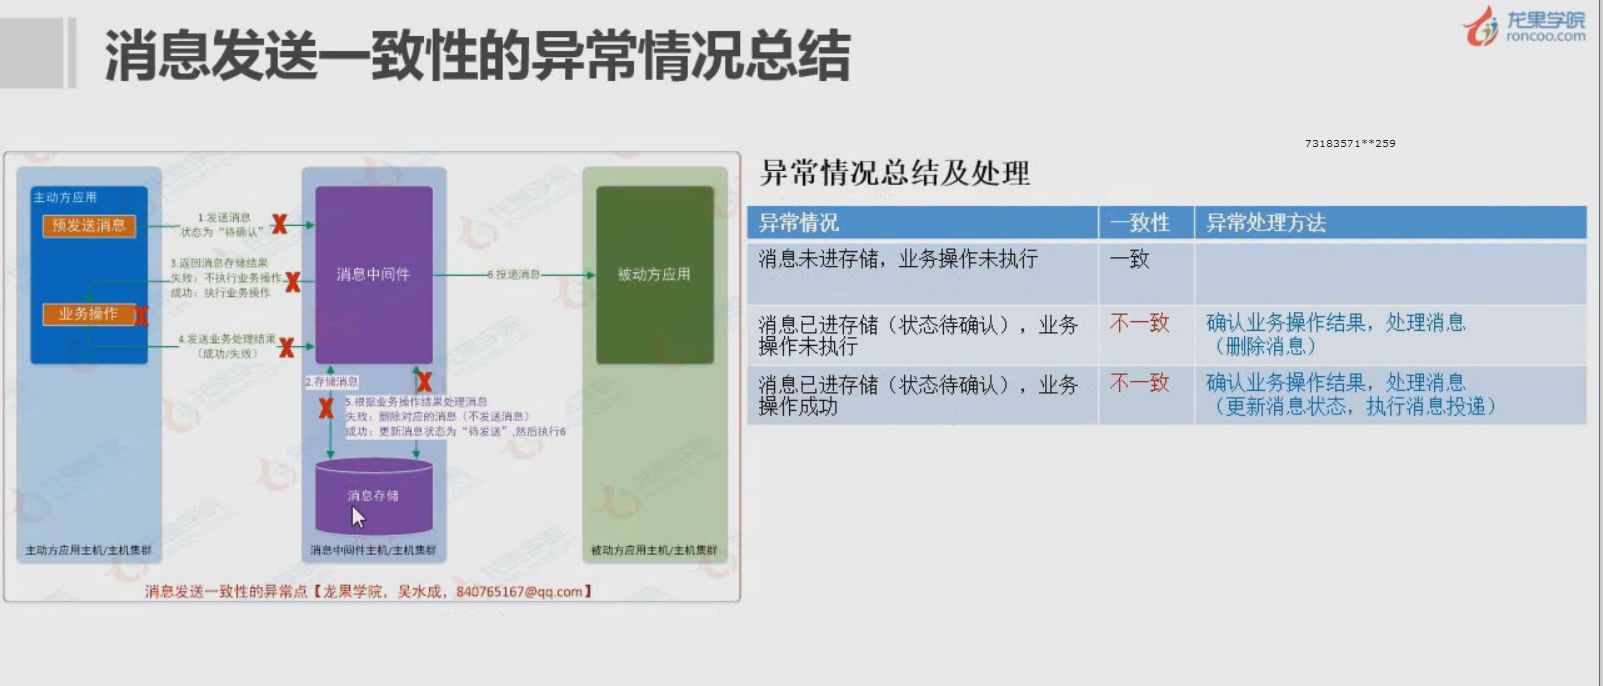 消息发送一致性的异常情况总结
龙果学院
roncoo.com
73183571**259
主动方应用
预发送消息
业务操作
主动方应用主机/主机集群
1.发送消息
状态为“待确认”
3.返回消息存储结果
失败：不执行业务操作
成功：执行业务操作
4.发送业务处理结果
（成功/失败）
消息中间件
2.存储消息
5.根据业务操作结果处理消息
失败：删除对应的消息（不发送消息）
成功：更新消息状态为“待发送”,然后执行6
消息存储
消息中间件主机/主机集群
6.投递消息
被动方应用
被动方应用主机/主机集群
消息发送一致性的异常点【龙果学院，吴水成，840765167@qq.com】
异常情况总结及处理
异常情况 一致性 异常处理方法
消息未进存储，业务操作未执行 一致
消息已进存储（状态待确认），业务
操作未执行
不一致
确认业务操作结果，处理消息
（删除消息）
消息已进存储（状态待确认），业务
操作成功
不一致
确认业务操作结果，处理消息
（更新消息状态，执行消息投递）